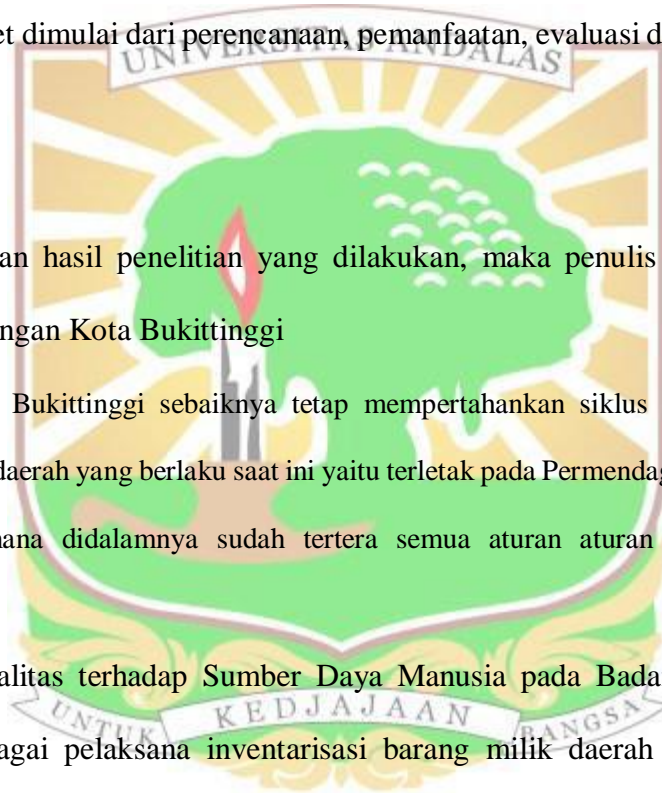 et dimulai dari perencanaan, pemanfaatan, evaluasi d
UNIVERSITAS ANDALAS
an hasil penelitian yang dilakukan, maka penulis
ngan Kota Bukittinggi
Bukittinggi sebaiknya tetap mempertahankan siklus
daerah yang berlaku saat ini yaitu terletak pada Permendag
ana didalamnya sudah tertera semua aturan aturan
alitas terhadap Sumber Daya Manusia pada Bada
UNTUK KEDJAJAAN BANGSA
agai pelaksana inventarisasi barang milik daerah